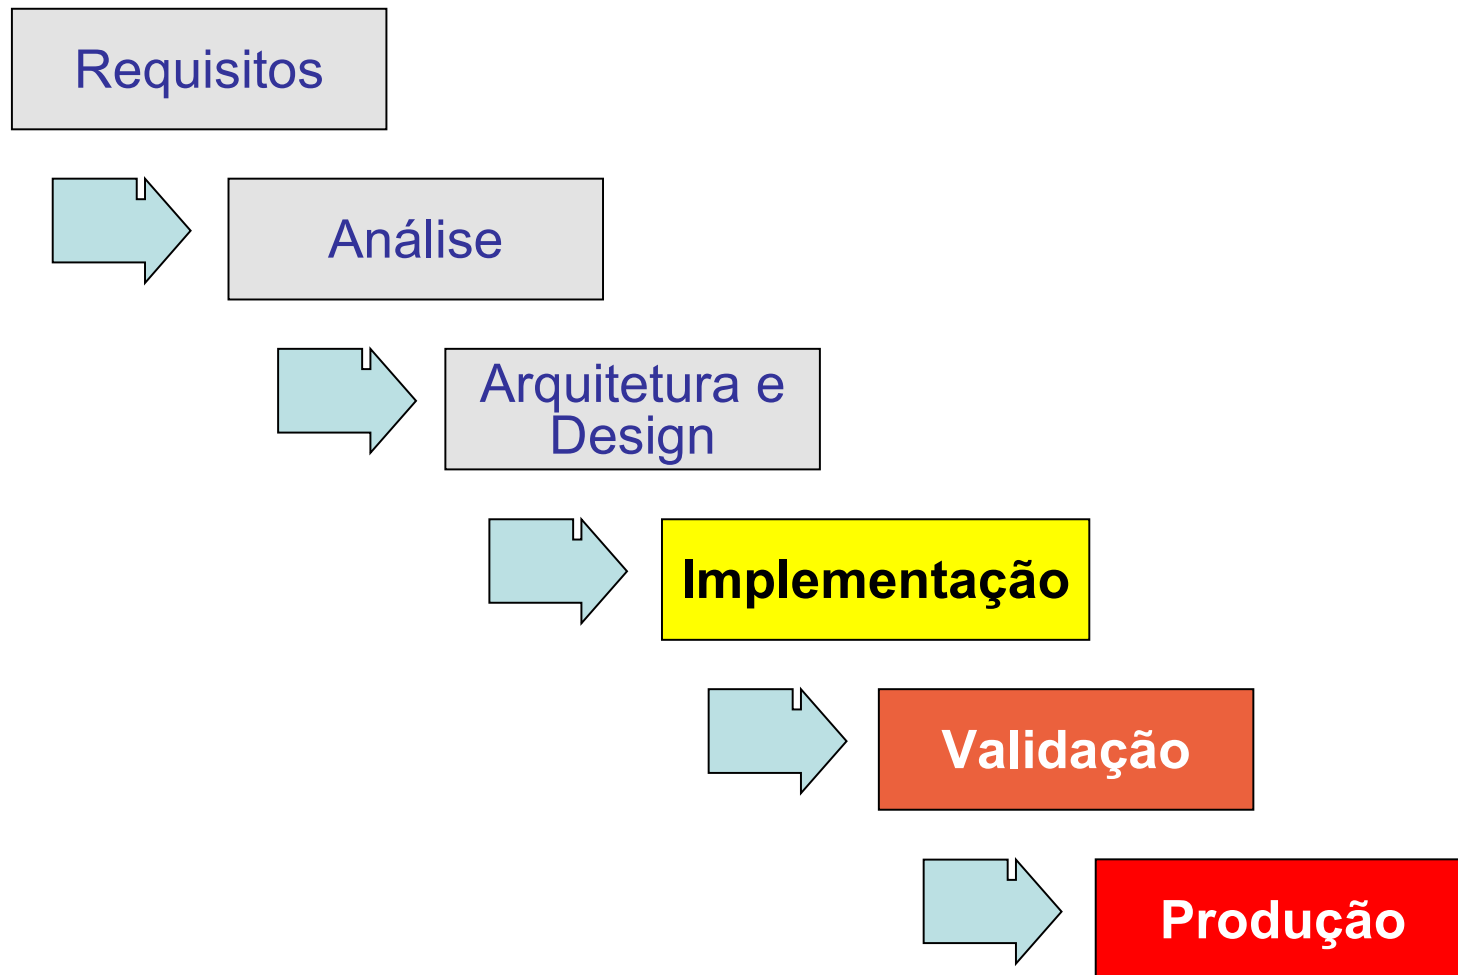 Requisitos
Análise
Arquitetura e
Design
Implementação
Validação
Produção